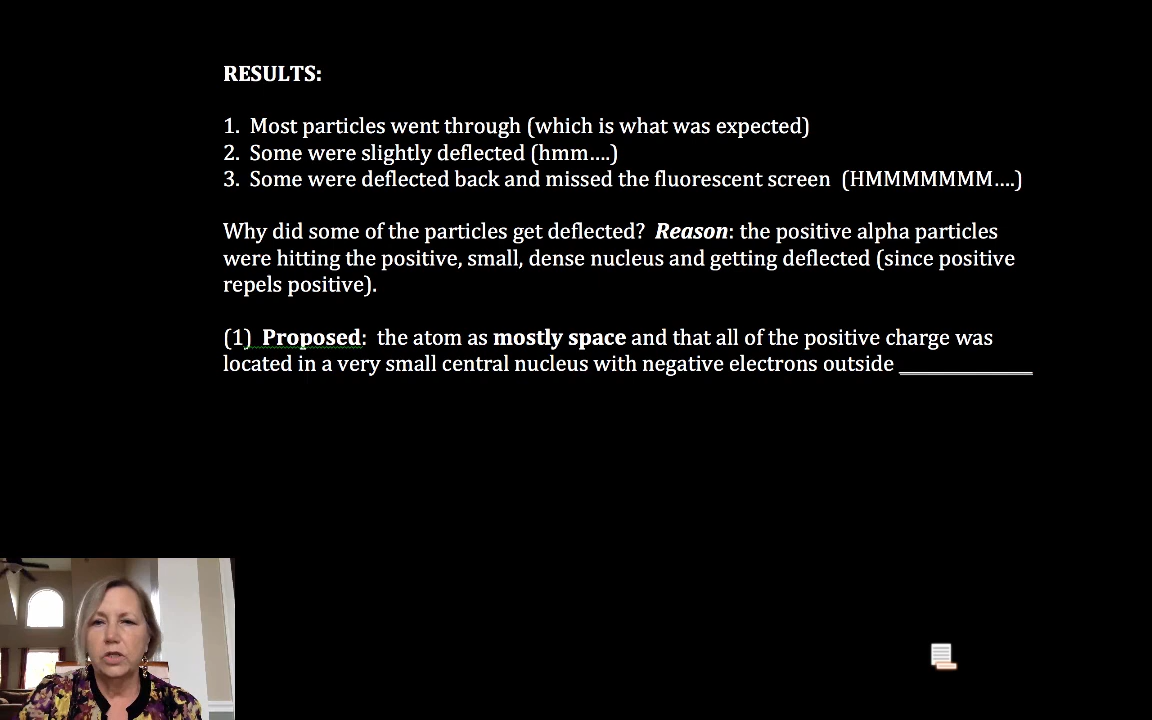 RESULTS:
1. Most particles went through (which is what was expected)
2. Some were slightly deflected (hmm....)
3. Some were deflected back and missed the fluorescent screen (HMMMMMMM....)
Why did some of the particles get deflected? Reason: the positive alpha particles
were hitting the positive, small, dense nucleus and getting deflected (since positive
repels positive).
(1) Proposed: the atom as mostly space and that all of the positive charge was
located in a very small central nucleus with negative electrons outside ____________